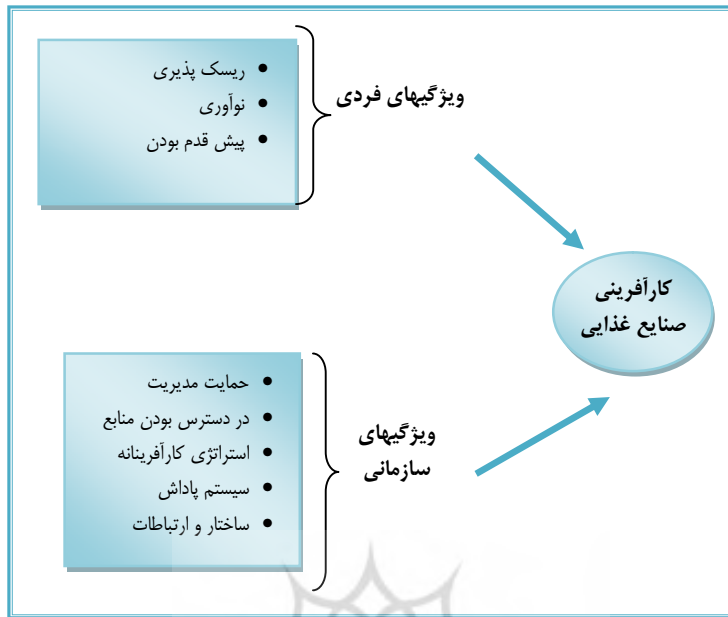 ریسک پذیری
نوآوری
پیش قدم بودن
ویژگیهای فردی
کارآفرینی
صنایع غذایی
حمایت مدیریت
در دسترس بودن منابع
استراتژی کارآفرینانه
سیستم پاداش
ساختار و ارتباطات
ویژگیهای
سازمانی